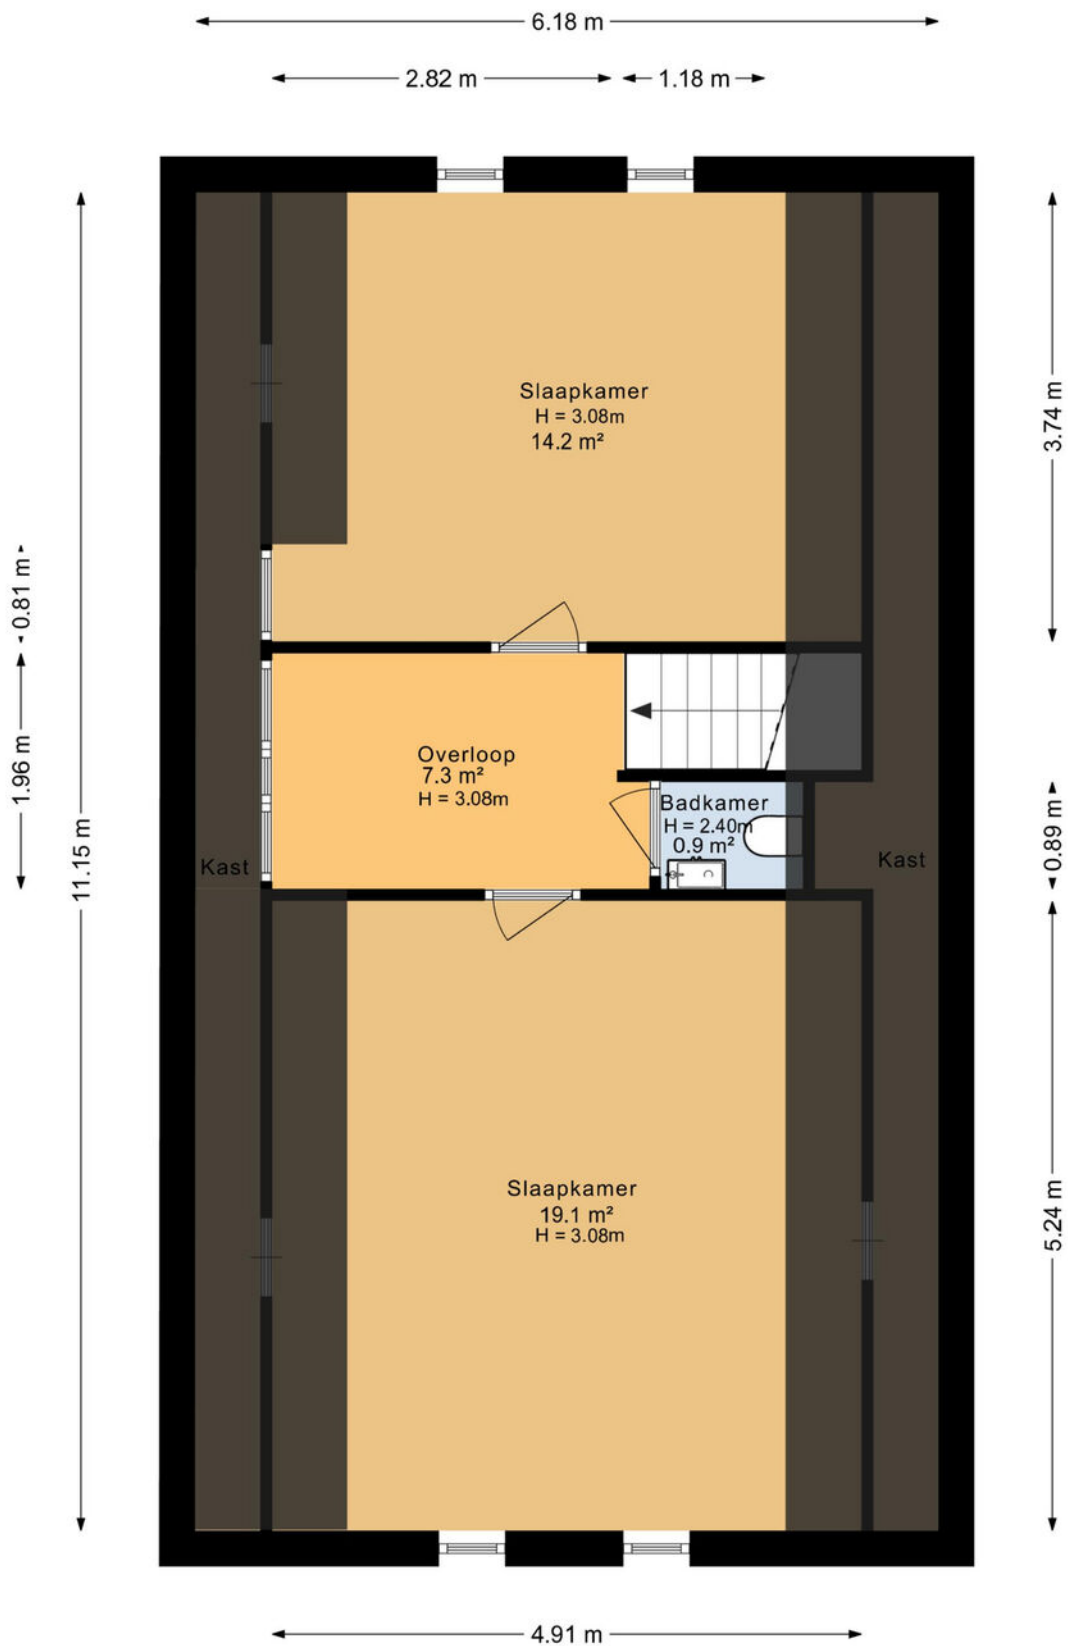 6.18 m
2.82 m
1.18 m
Slaapkamer
H = 3.08m
14.2 m²
3.74 m
0.81 m
1.96 m
11.15 m
Overloop
7.3 m²
H = 3.08m
Badkamer
H = 2.40m
0.9 m²
Kast
Kast
0.89 m
Slaapkamer
19.1 m²
H = 3.08m
5.24 m
4.91 m